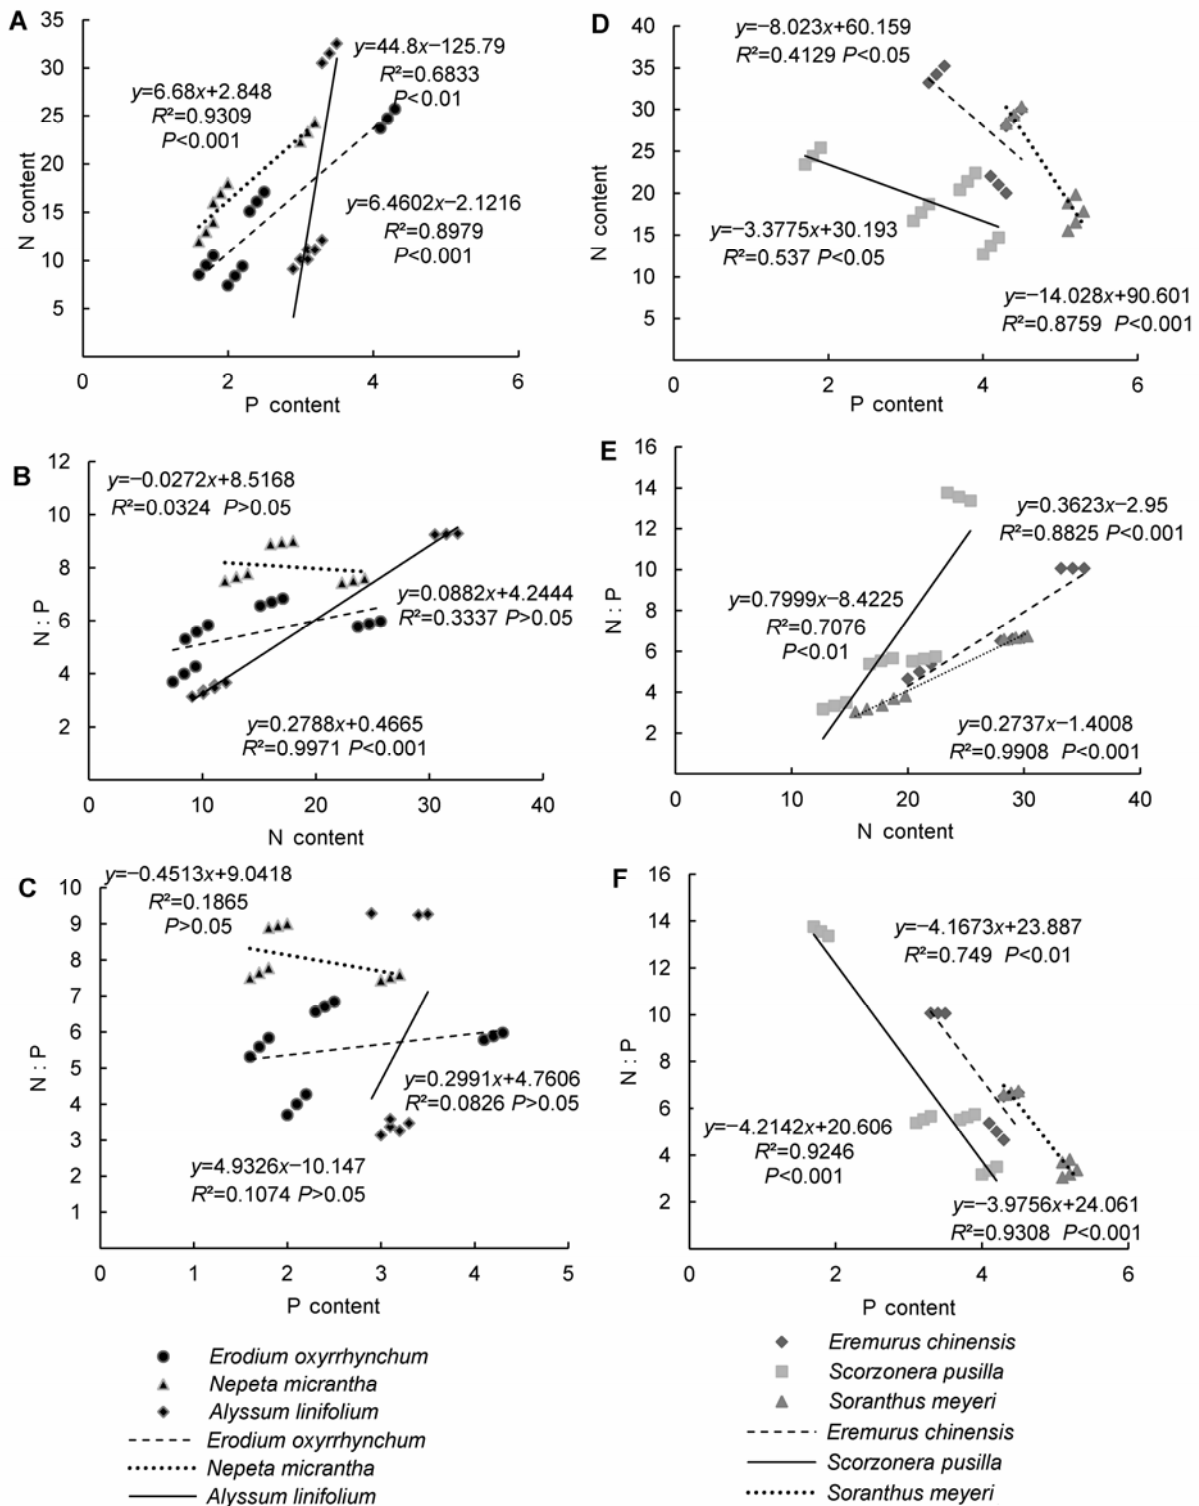 A
35
30
25
20
15
10
5
N content
0
2
4
6
P content
y=44.8x−125.79
R²=0.6833
P<0.01
y=6.68x+2.848
R²=0.9309
P<0.001
y=6.4602x−2.1216
R²=0.8979
P<0.001
D
40
35
30
25
20
15
10
5
N content
0
2
4
6
P content
y=−8.023x+60.159
R²=0.4129 P<0.05
y=−3.3775x+30.193
R²=0.537 P<0.05
y=−14.028x+90.601
R²=0.8759 P<0.001
B
12
10
8
6
4
2
N : P
0
10
20
30
40
N content
y=−0.0272x+8.5168
R²=0.0324 P>0.05
y=0.0882x+4.2444
R²=0.3337 P>0.05
y=0.2788x+0.4665
R²=0.9971 P<0.001
E
16
14
12
10
8
6
4
2
N : P
0
10
20
30
40
N content
y=0.3623x−2.95
R²=0.8825 P<0.001
y=0.7999x−8.4225
R²=0.7076
P<0.01
y=0.2737x−1.4008
R²=0.9908 P<0.001
C
10
9
8
7
6
5
4
3
2
1
N : P
0
1
2
3
4
5
P content
y=−0.4513x+9.0418
R²=0.1865
P>0.05
y=0.2991x+4.7606
R²=0.0826 P>0.05
y=4.9326x−10.147
R²=0.1074 P>0.05
F
16
14
12
10
8
6
4
2
N : P
0
2
4
6
P content
y=−4.1673x+23.887
R²=0.749 P<0.01
y=−4.2142x+20.606
R²=0.9246
P<0.001
y=−3.9756x+24.061
R²=0.9308 P<0.001
Erodium oxyrrhynchum
Nepeta micrantha
Alyssum linifolium
Erodium oxyrrhynchum
Nepeta micrantha
Alyssum linifolium
Eremurus chinensis
Scorzonera pusilla
Soranthus meyeri
Eremurus chinensis
Scorzonera pusilla
Soranthus meyeri